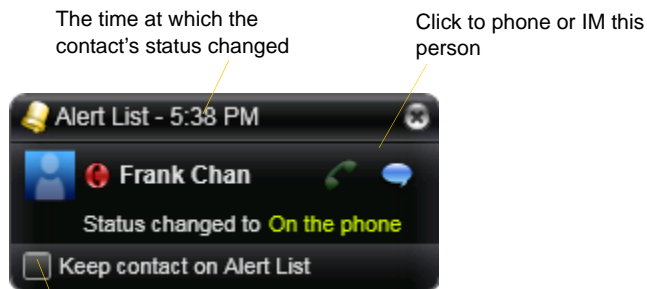 The time at which the
contact's status changed
Click to phone or IM this
person
Alert List - 5:38 PM
Frank Chan
Status changed to On the phone
Keep contact on Alert List